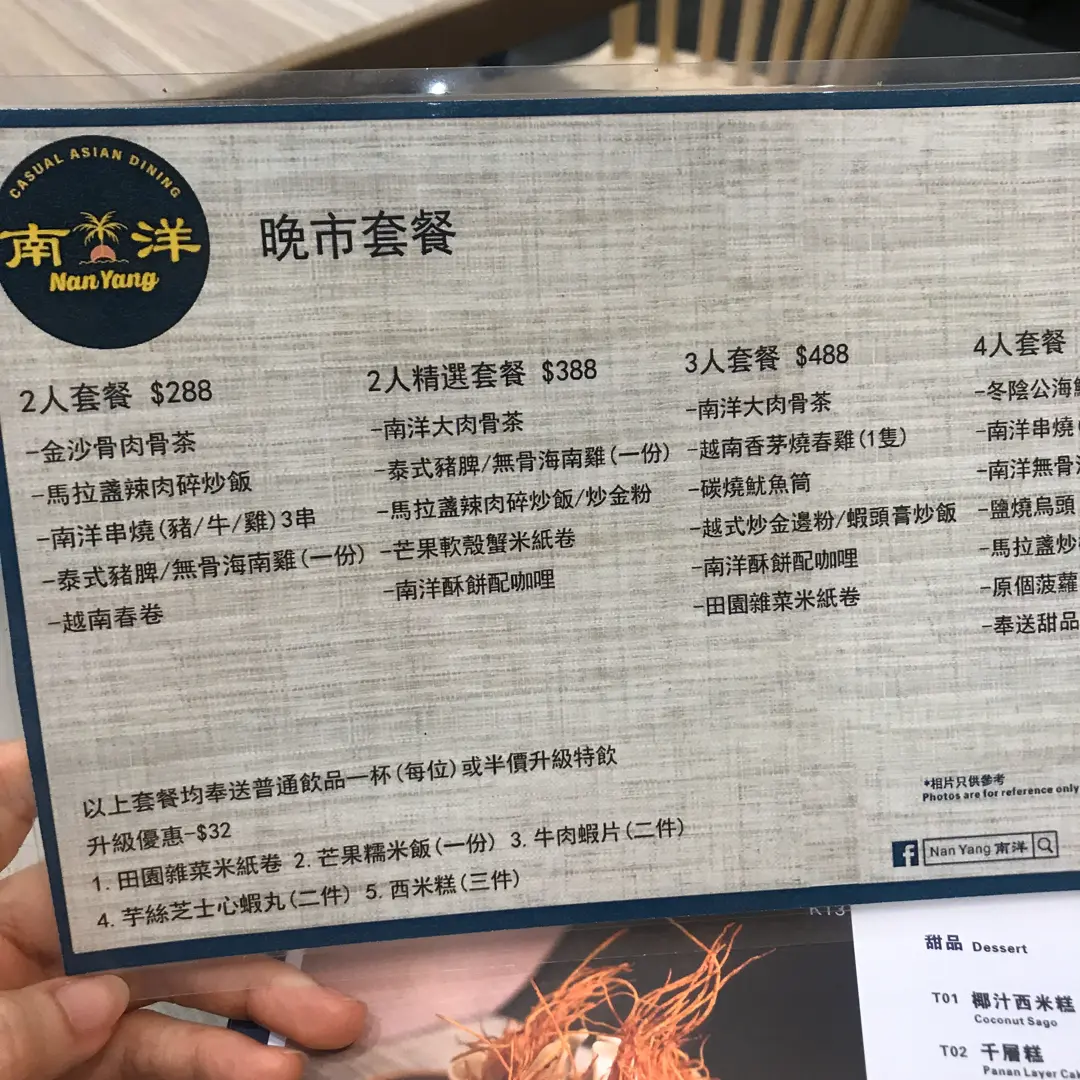 CASUAL ASIAN DINING
南洋
Nan Yang
晚市套餐
2人套餐 $288
-金沙骨肉骨茶
-馬拉盞辣肉碎炒飯
-南洋串燒(豬/牛/雞)3串
-泰式豬脾/無骨海南雞(一份)
-越南春卷
2人精選套餐 $388
-南洋大肉骨茶
-泰式豬脾/無骨海南雞(一份)
-馬拉盞辣肉碎炒飯/炒金粉
-芒果軟殼蟹米紙卷
-南洋酥餅配咖哩
3人套餐 $488
-南洋大肉骨茶
-越南香茅燒春雞(1隻)
-碳燒魷魚筒
-越式炒金邊粉/蝦頭膏炒飯
-南洋酥餅配咖哩
-田園雜菜米紙卷
4人套餐
-冬陰公海
-南洋串燒(
-南洋無骨
-鹽燒烏頭
-馬拉盞炒
-原個菠蘿
-奉送甜品
以上套餐均奉送普通飲品一杯(每位)或半價升級特飲
升級優惠-$32
1. 田園雜菜米紙卷 2. 芒果糯米飯(一份) 3. 牛肉蝦片(二件)
4. 芋絲芝士心蝦丸(二件) 5. 西米糕(三件)
*相片只供參考
Photos are for reference only
f Nan Yang 南洋
K13
甜品 Dessert
T01 椰汁西米糕
Coconut Sago
T02 千層糕
Panan Layer